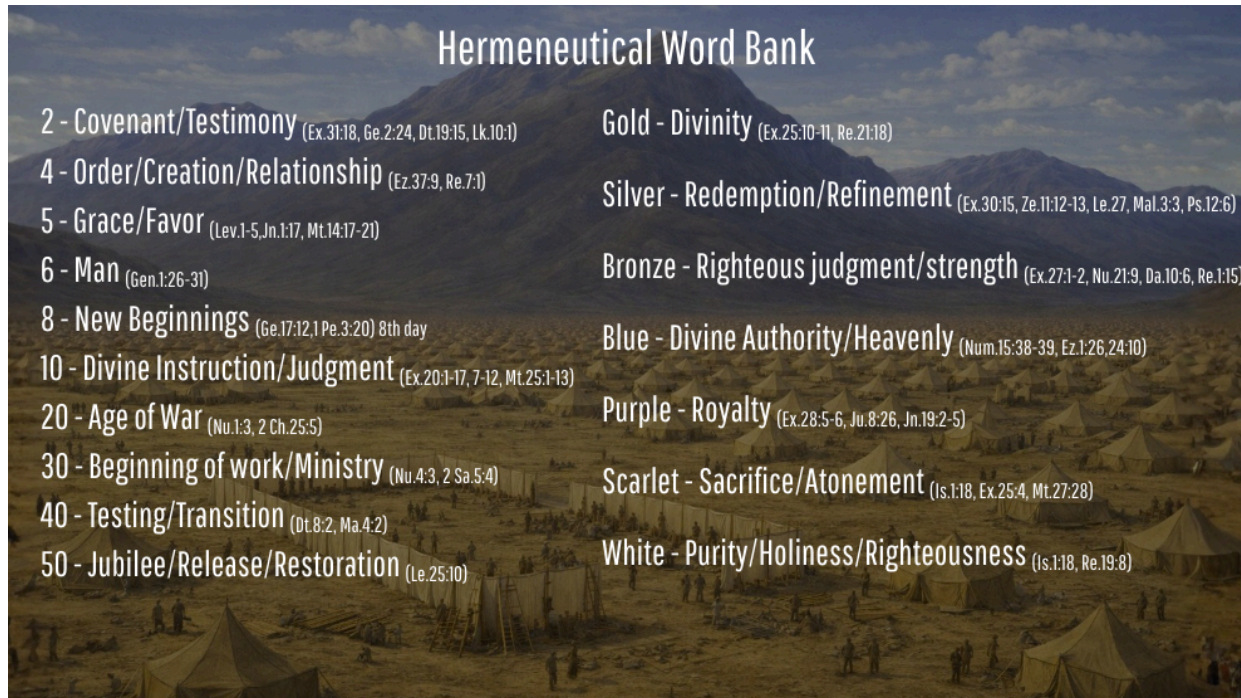 Hermeneutical Word Bank
2 - Covenant/Testimony (Ex.31:18, Ge.2:24, Dt.19:15, Lk.10:1)
4 - Order/Creation/Relationship (Ez.37:9, Re.7:1)
5 - Grace/Favor (Lev.1-5,Jn.1:17, Mt.14:17-21)
6 - Man (Gen.1:26-31)
8 - New Beginnings (Ge.17:12,1 Pe.3:20) 8th day
10 - Divine Instruction/Judgment (Ex.20:1-17, 7-12, Mt.25:1-13)
20 - Age of War (Nu.1:3, 2 Ch.25:5)
30 - Beginning of work/Ministry (Nu.4:3, 2 Sa.5:4)
40 - Testing/Transition (Dt.8:2, Ma.4:2)
50 - Jubilee/Release/Restoration (Le.25:10)
Gold - Divinity (Ex.25:10-11, Re.21:18)
Silver - Redemption/Refinement (Ex.30:15, Ze.11:12-13, Le.27, Mal.3:3, Ps.12:6)
Bronze - Righteous judgment/strength (Ex.27:1-2, Nu.21:9, Da.10:6, Re.1:15)
Blue - Divine Authority/Heavenly (Num.15:38-39, Ez.1:26,24:10)
Purple - Royalty (Ex.28:5-6, Ju.8:26, Jn.19:2-5)
Scarlet - Sacrifice/Atonement (Is.1:18, Ex.25:4, Mt.27:28)
White - Purity/Holiness/Righteousness (Is.1:18, Re.19:8)